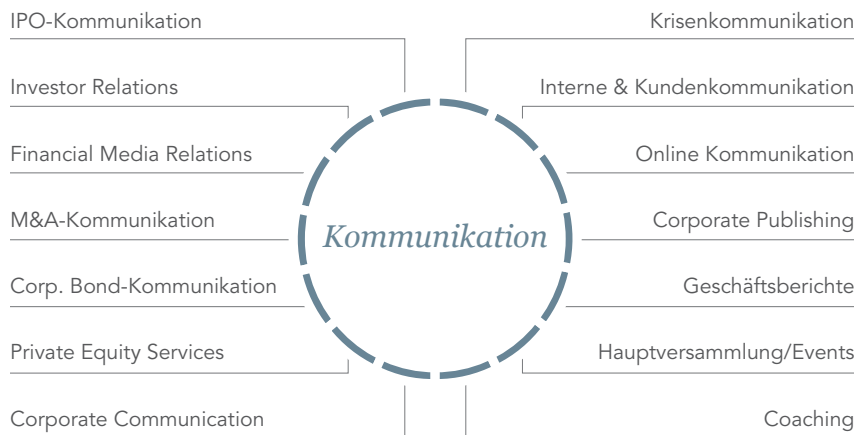 IPO-Kommunikation
Investor Relations
Financial Media Relations
M&A-Kommunikation
Corp. Bond-Kommunikation
Private Equity Services
Corporate Communication
Kommunikation
Krisenkommunikation
Interne & Kundenkommunikation
Online Kommunikation
Corporate Publishing
Geschäftsberichte
Hauptversammlung/Events
Coaching